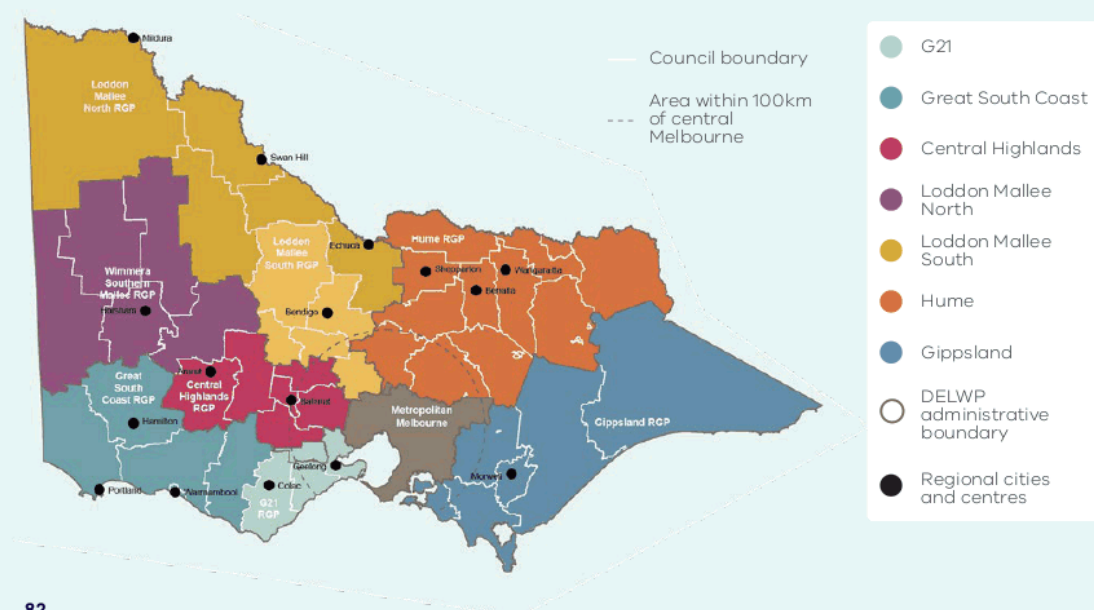 Mildura
Loddon
Mallee
North RGP
Swan Hill
Loddon
Mallee
South RGP
Echuca
Hume RGP
Shepparton
Wangaratta
Benalla
Wimmera
Southern
Mallee RGP
Horsham
Bendigo
Great
South
Coast RGP
Ararat
Central
Highlands
RGP
Ballarat
Metropolitan
Melbourne
Hamilton
Gippsland RGP
Geelong
Morwell
Portland
Warrnambool
Colac
G21
RGP
Council boundary
Area within 100km
of central
Melbourne
G21
Great South Coast
Central Highlands
Loddon Mallee
North
Loddon Mallee
South
Hume
Gippsland
DELWP
administrative
boundary
Regional cities
and centres
82